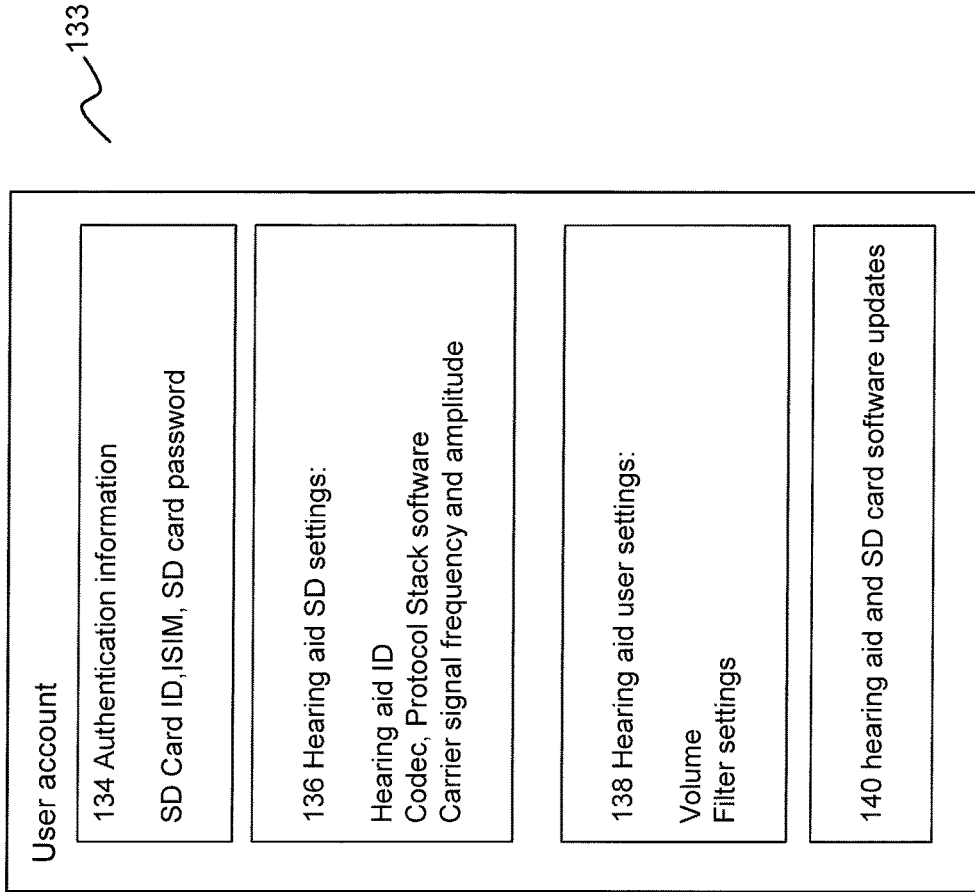 133
User account
134 Authentication information
SD Card ID,ISIM, SD card password
136 Hearing aid SD settings:
Hearing aid ID
Codec, Protocol Stack software
Carrier signal frequency and amplitude
138 Hearing aid user settings:
Volume
Filter settings
140 hearing aid and SD card software updates